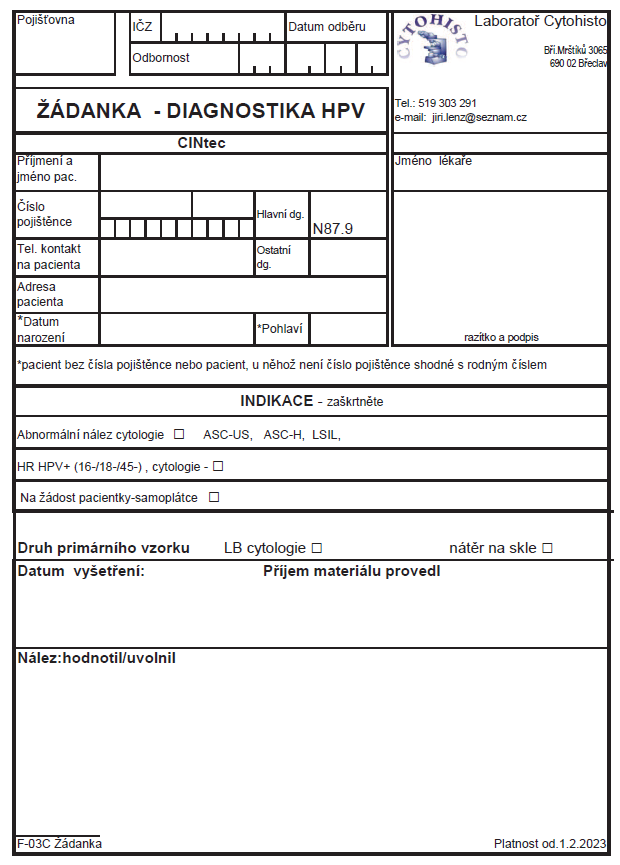 Pojišťovna
IČZ
Datum odběru
Odbornost
CYTOHISTO
Laboratoř Cytohisto
Bří.Mrštíků 3065
690 02 Břeclav
Tel.: 519 303 291
e-mail: jiri.lenz@seznam.cz
ŽÁDANKA - DIAGNOSTIKA HPV
CINtec
Příjmení a
jméno pac.
Jméno lékaře
Číslo
pojištěnce
Hlavní dg.
N87.9
Tel. kontakt
na pacienta
Ostatní
dg.
Adresa
pacienta
*Datum
narození
*Pohlaví
razítko a podpis
*pacient bez čísla pojištěnce nebo pacient, u něhož není číslo pojištěnce shodné s rodným číslem
INDIKACE - zaškrtněte
Abnormální nález cytologie ☐ ASC-US, ASC-H, LSIL,
HR HPV+ (16-/18-/45-) , cytologie - ☐
Na žádost pacientky-samoplátce ☐
Druh primárního vzorku LB cytologie ☐ nátěr na skle ☐
Datum vyšetření: Příjem materiálu provedl
Nález:hodnotil/uvolnil
F-03C Žádanka Platnost od.1.2.2023